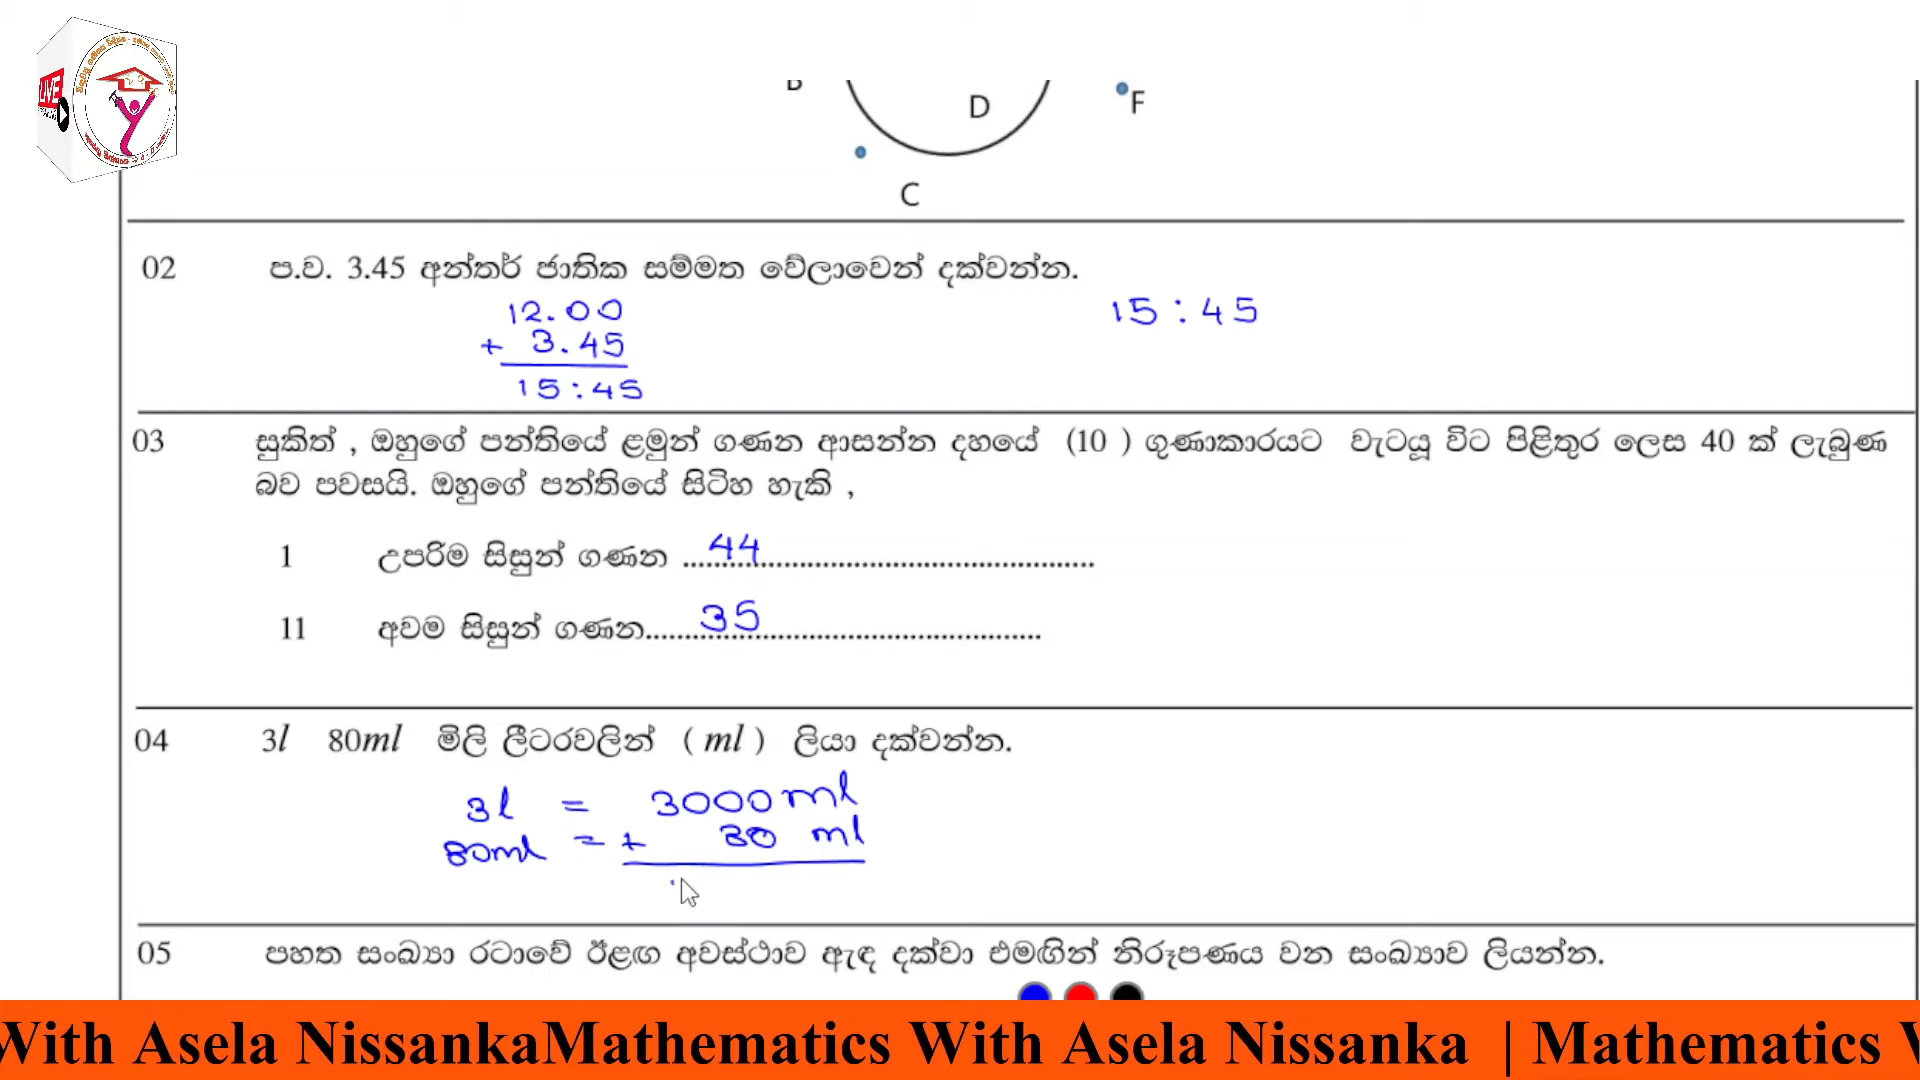 LIVE
B
D
F
C
02 ප.ව. 3.45 අන්තර් ජාතික සම්මත වේලාවෙන් දක්වන්න.
12.00
15:45
+ 3.45
15:45
03 සුකිත් , ඔහුගේ පන්තියේ ළමුන් ගණන ආසන්න දහයේ (10 ) ගුණාකාරයට වැටයූ විට පිළිතුර ලෙස 40 ක් ලැබුණ
බව පවසයි. ඔහුගේ පන්තියේ සිටිහ හැකි ,
1 උපරිම සිසුන් ගණන ..........44..........
11 අවම සිසුන් ගණන..........35..........
04 3l 80ml මිලි ලීටරවලින් ( ml ) ලියා දක්වන්න.
3l = 3000ml
80ml = + 80 ml
05 පහත සංඛ්‍යා රටාවේ ඊළඟ අවස්ථාව ඇඳ දක්වා එමඟින් නිරූපණය වන සංඛ්‍යාව ලියන්න.
With Asela NissankaMathematics With Asela Nissanka | Mathematics